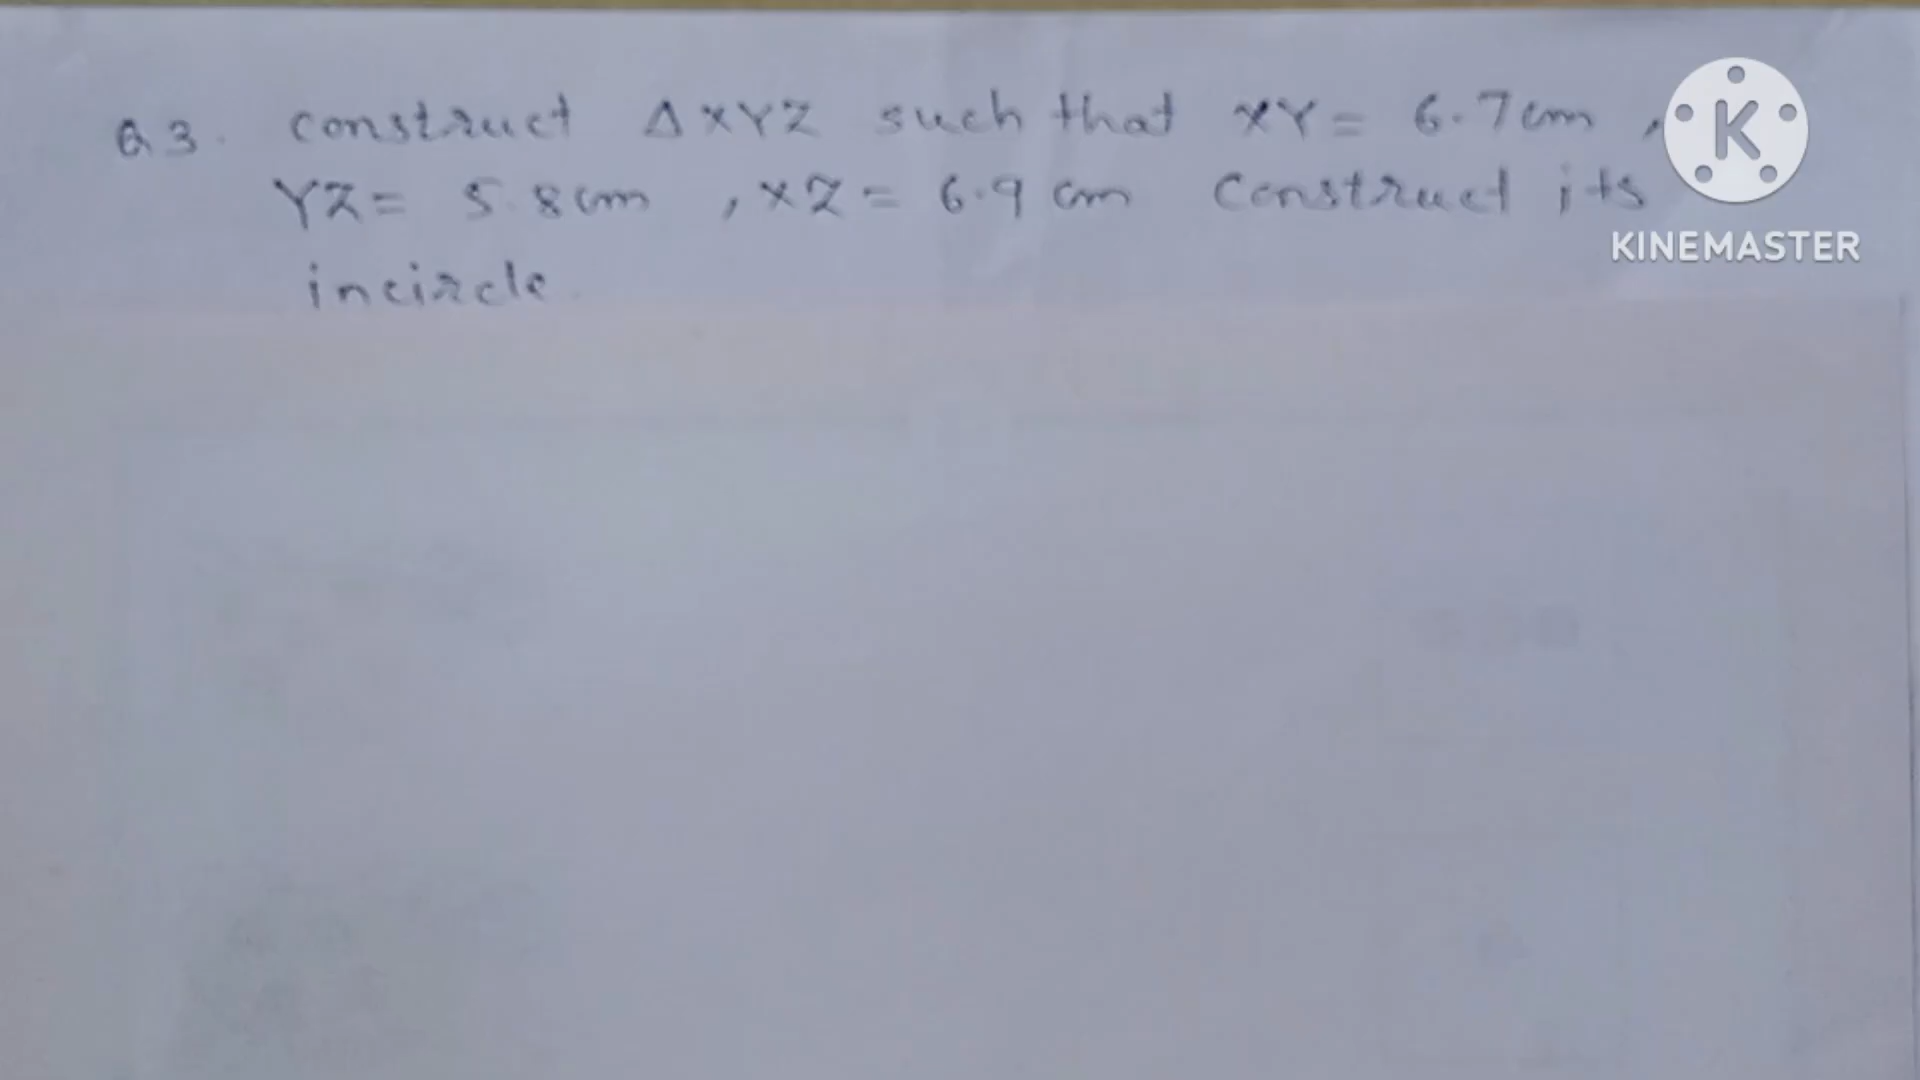 Q3. construct ΔXYZ such that XY = 6.7cm,
YZ = 5.8cm, XZ = 6.9 cm Construct its
incircle.
K
KINEMASTER